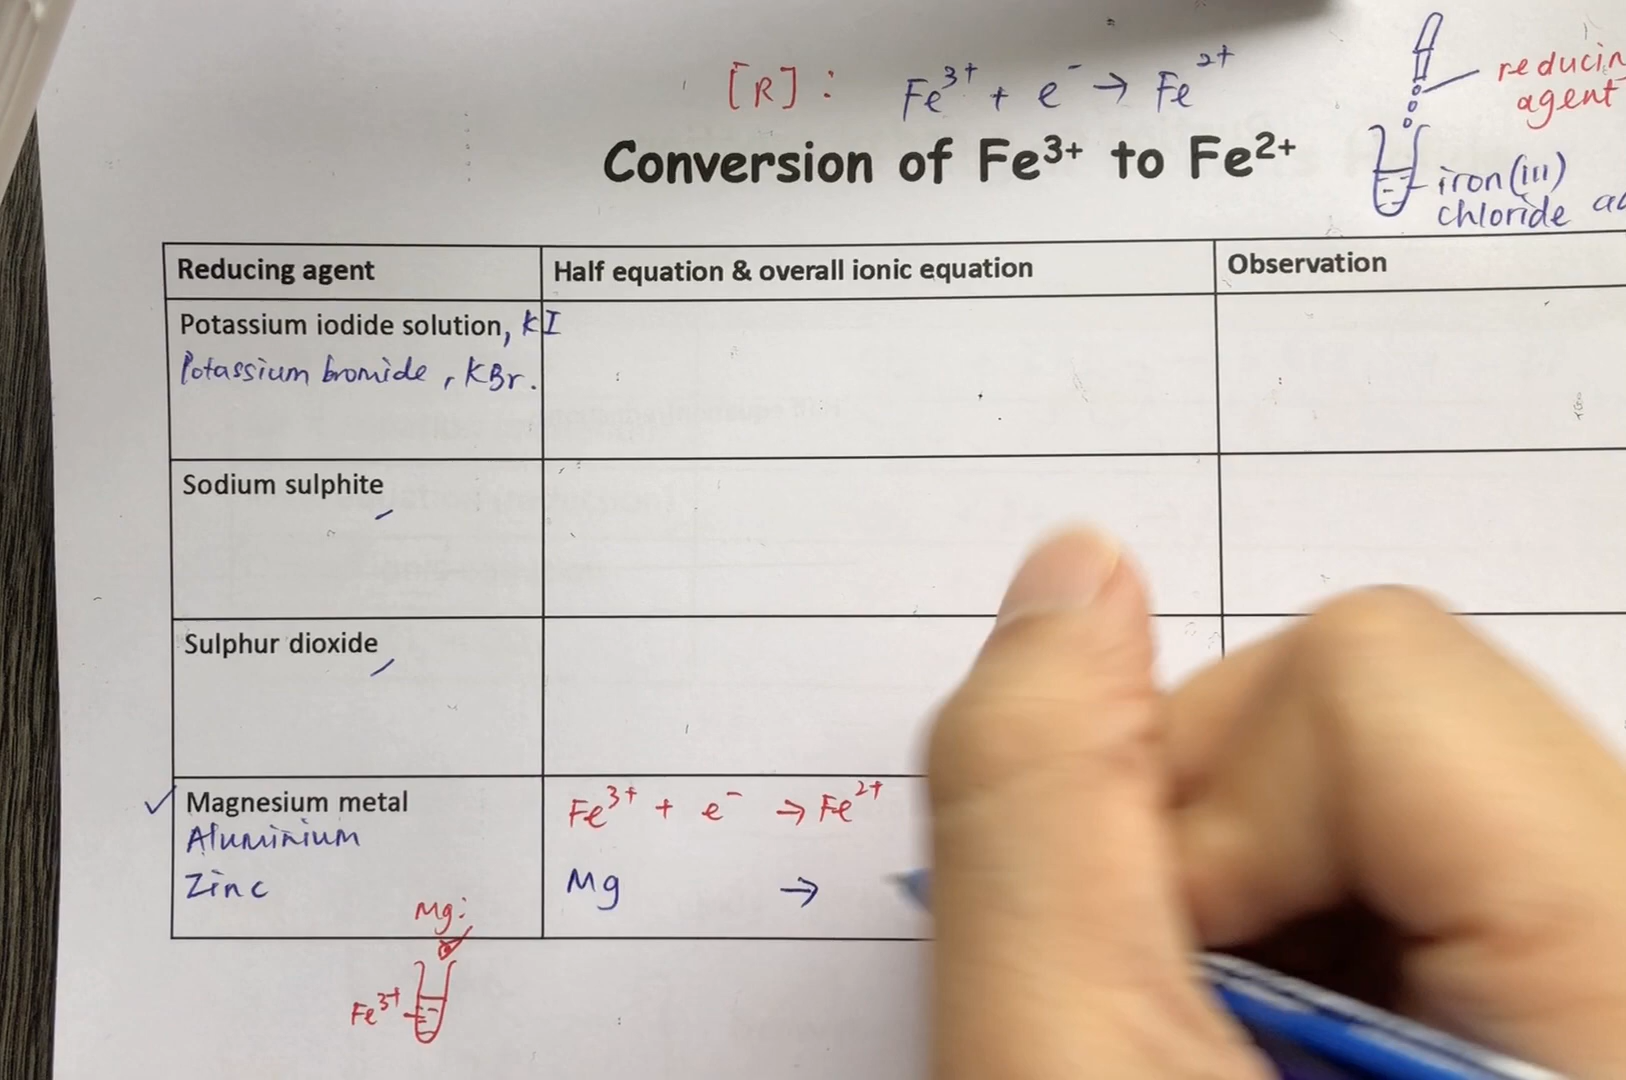 [R] : Fe³⁺ + e⁻ → Fe²⁺
reducin
agent
Conversion of Fe³⁺ to Fe²⁺
iron(iii)
chloride
Reducing agent
Half equation & overall ionic equation
Observation
Potassium iodide solution, KI
Potassium bromide, KBr.
Sodium sulphite
Sulphur dioxide
Magnesium metal
Fe³⁺ + e⁻ → Fe²⁺
Aluminium
Zinc
Mg →
Mg:
Fe³⁺